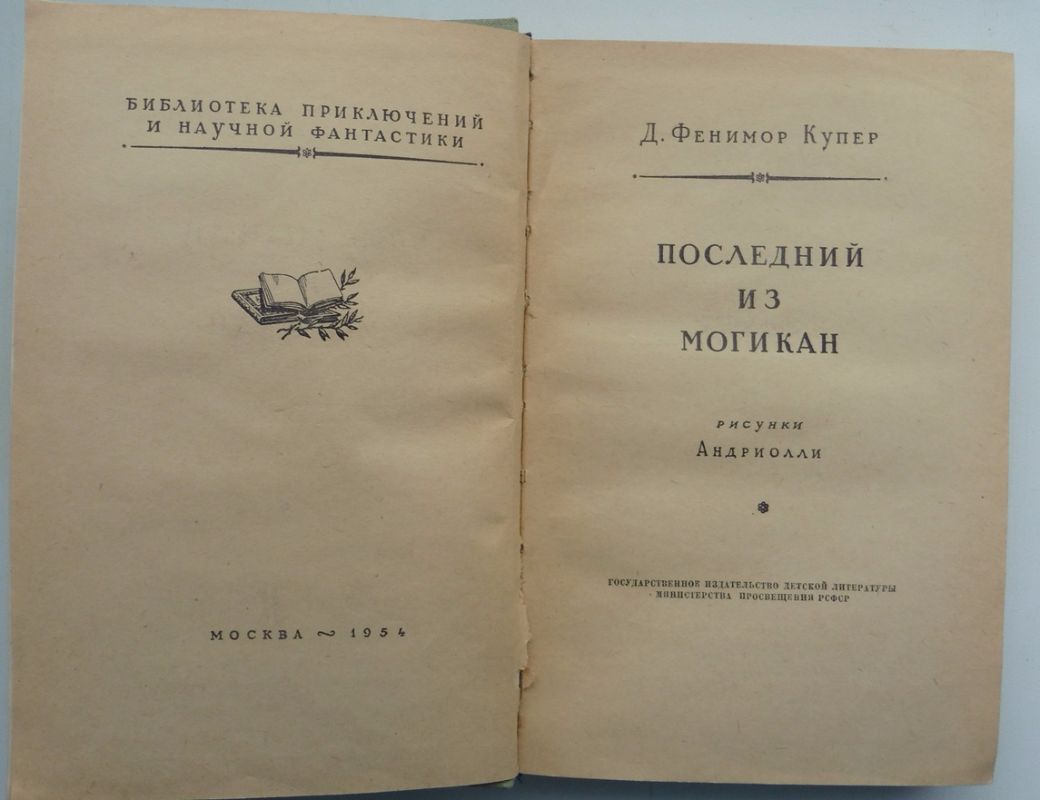 БИБЛИОТЕКА ПРИКЛЮЧЕНИЙ
И НАУЧНОЙ ФАНТАСТИКИ
МОСКВА ~ 1954
Д. ФЕНИМОР КУПЕР
ПОСЛЕДНИЙ
ИЗ
МОГИКАН
РИСУНКИ
АНДРИОЛЛИ
ГОСУДАРСТВЕННОЕ ИЗДАТЕЛЬСТВО ДЕТСКОЙ ЛИТЕРАТУРЫ
МИНИСТЕРСТВА ПРОСВЕЩЕНИЯ РСФСР